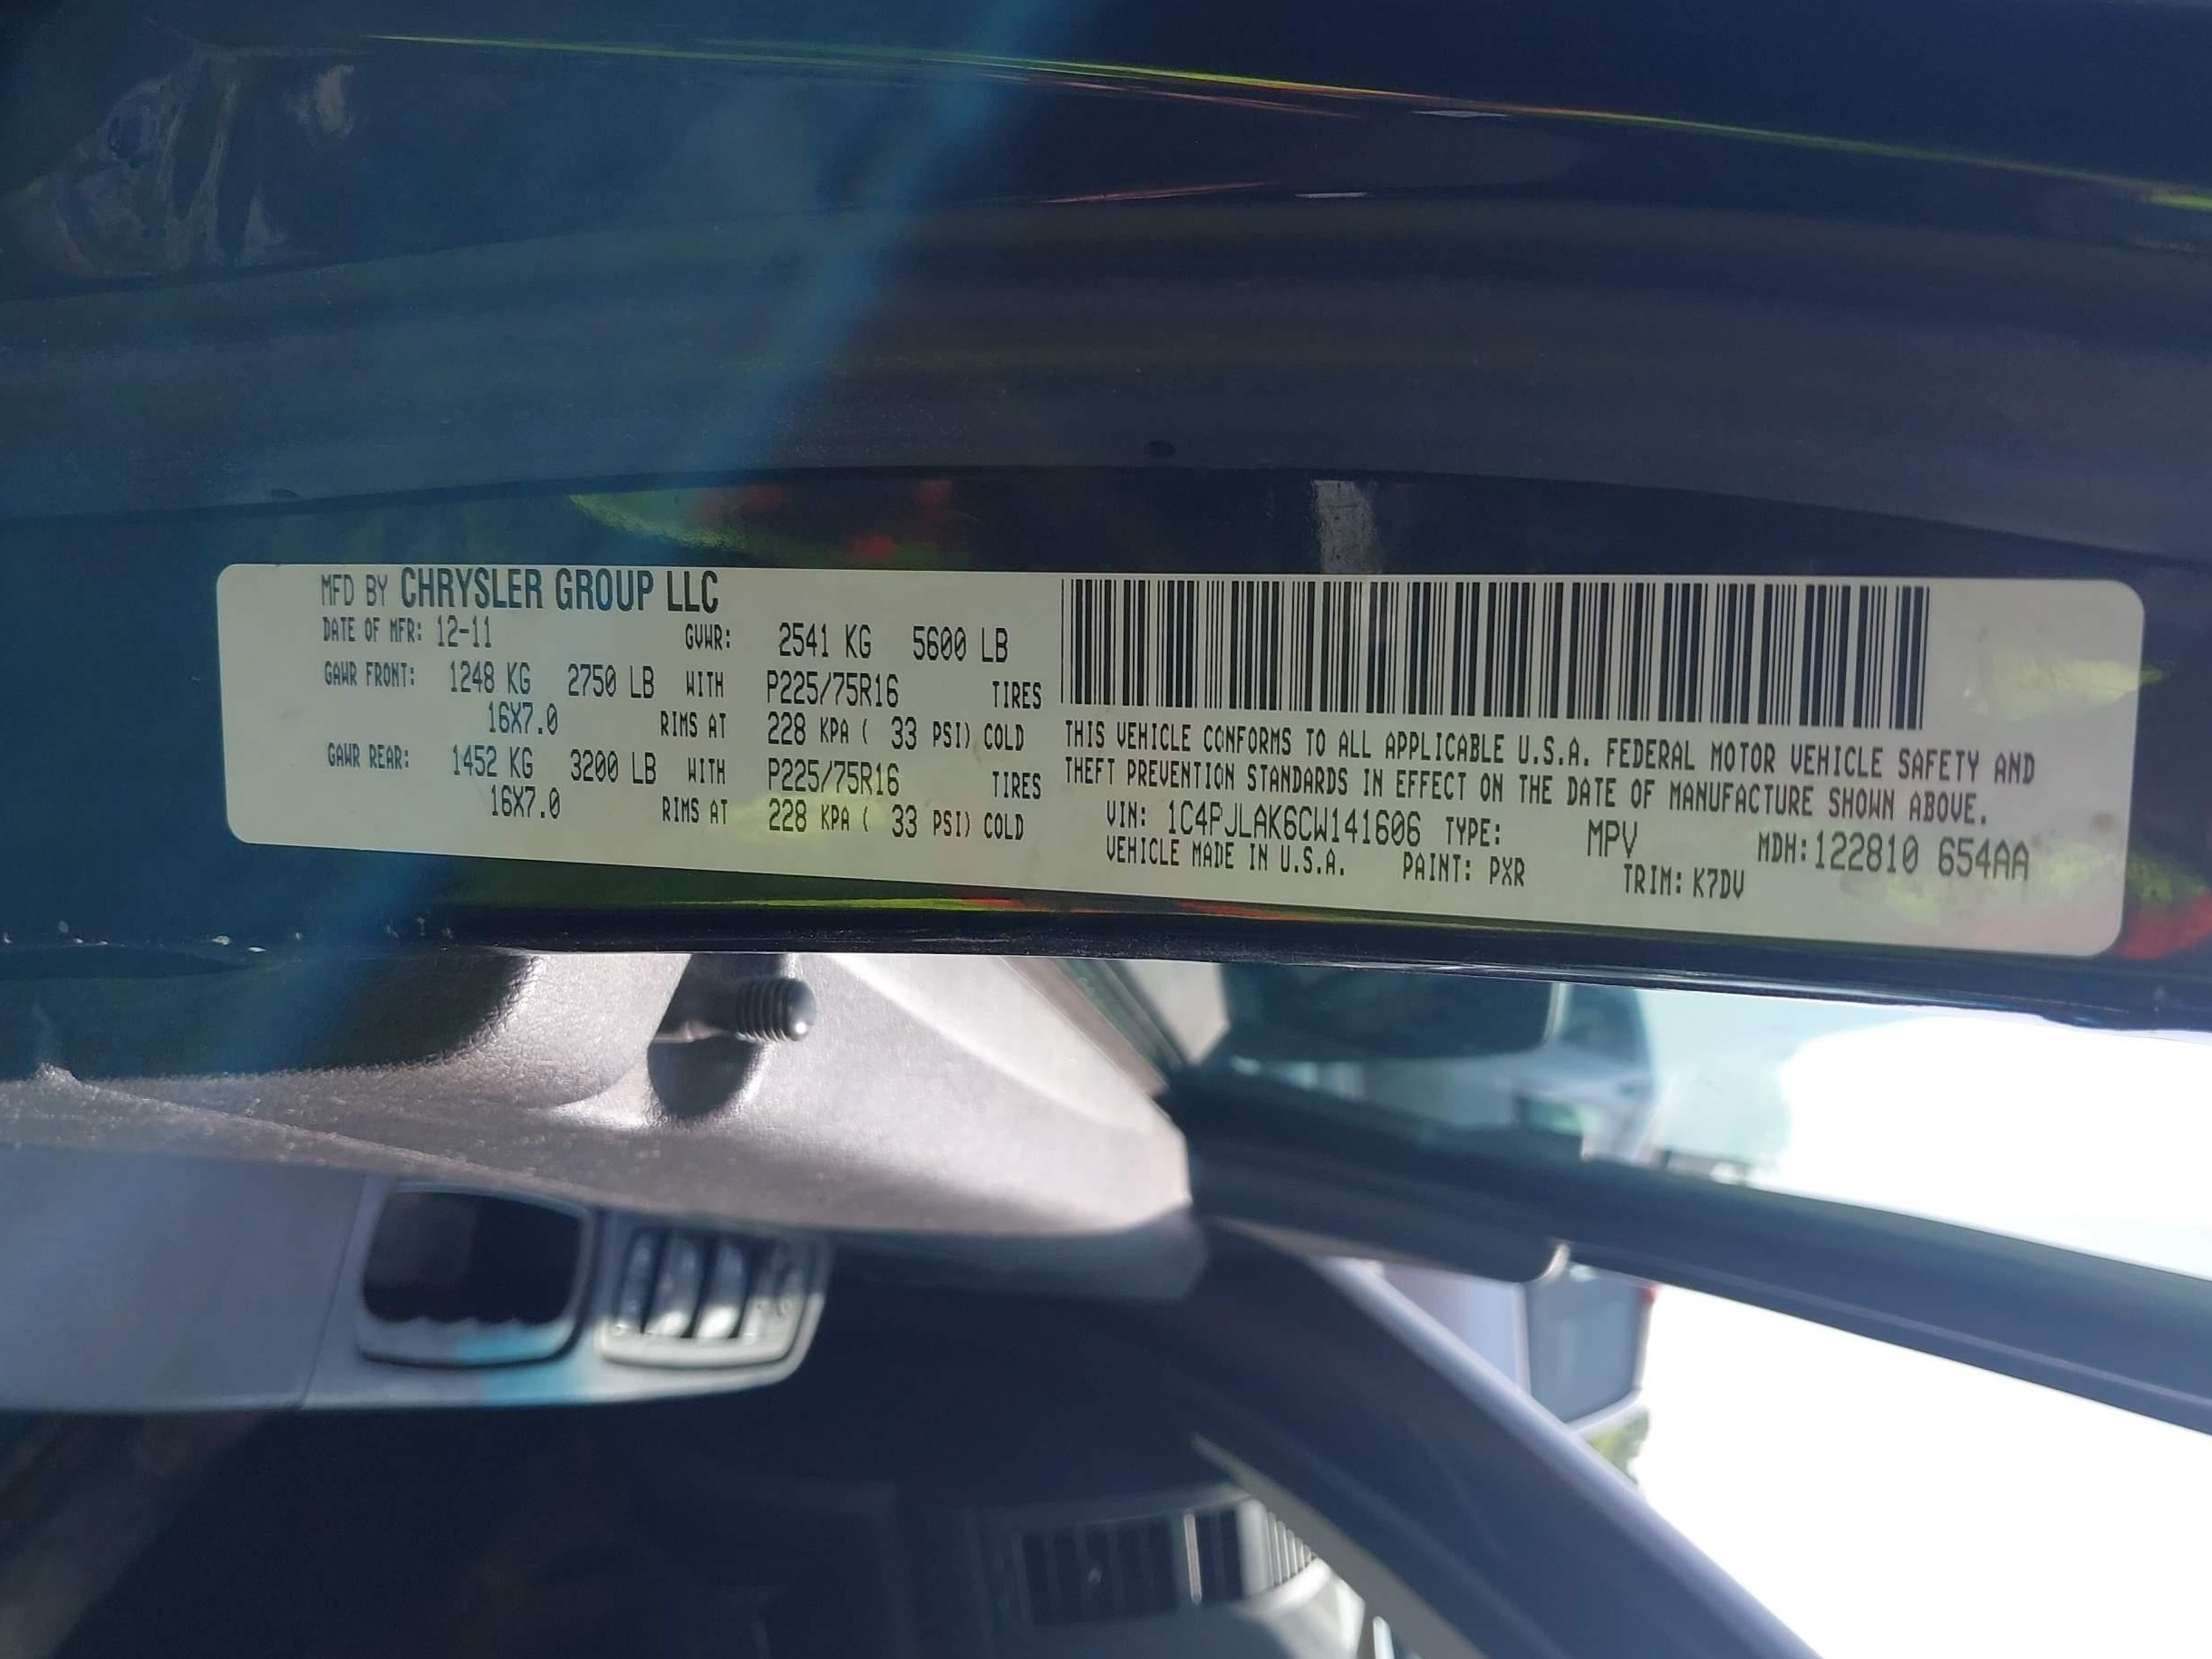 MFD BY CHRYSLER GROUP LLC
DATE OF MFR: 12-11 GVWR: 2541 KG 5600 LB
GAWR FRONT: 1248 KG 2750 LB WITH P225/75R16 TIRES
16X7.0 RIMS AT 228 KPA ( 33 PSI) COLD
GAWR REAR: 1452 KG 3200 LB WITH P225/75R16 TIRES
16X7.0 RIMS AT 228 KPA ( 33 PSI) COLD
THIS VEHICLE CONFORMS TO ALL APPLICABLE U.S.A. FEDERAL MOTOR VEHICLE SAFETY AND
THEFT PREVENTION STANDARDS IN EFFECT ON THE DATE OF MANUFACTURE SHOWN ABOVE.
VIN: 1C4PJLAK6CW141606 TYPE: MPV MDH: 122810 654AA
VEHICLE MADE IN U.S.A. PAINT: PXR TRIM: K7DV